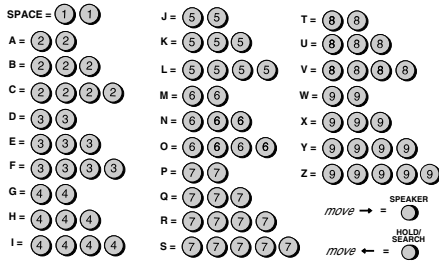 SPACE = 1 1
A = 2 2
B = 2 2 2
C = 2 2 2 2
D = 3 3
E = 3 3 3
F = 3 3 3 3
G = 4 4
H = 4 4 4
I = 4 4 4 4
J = 5 5
K = 5 5 5
L = 5 5 5 5
M = 6 6
N = 6 6 6
O = 6 6 6 6
P = 7 7
Q = 7 7 7
R = 7 7 7 7
S = 7 7 7 7 7
T = 8 8
U = 8 8 8
V = 8 8 8 8
W = 9 9
X = 9 9 9
Y = 9 9 9 9
Z = 9 9 9 9 9
SPEAKER
move → =
HOLD/
SEARCH
move ← =